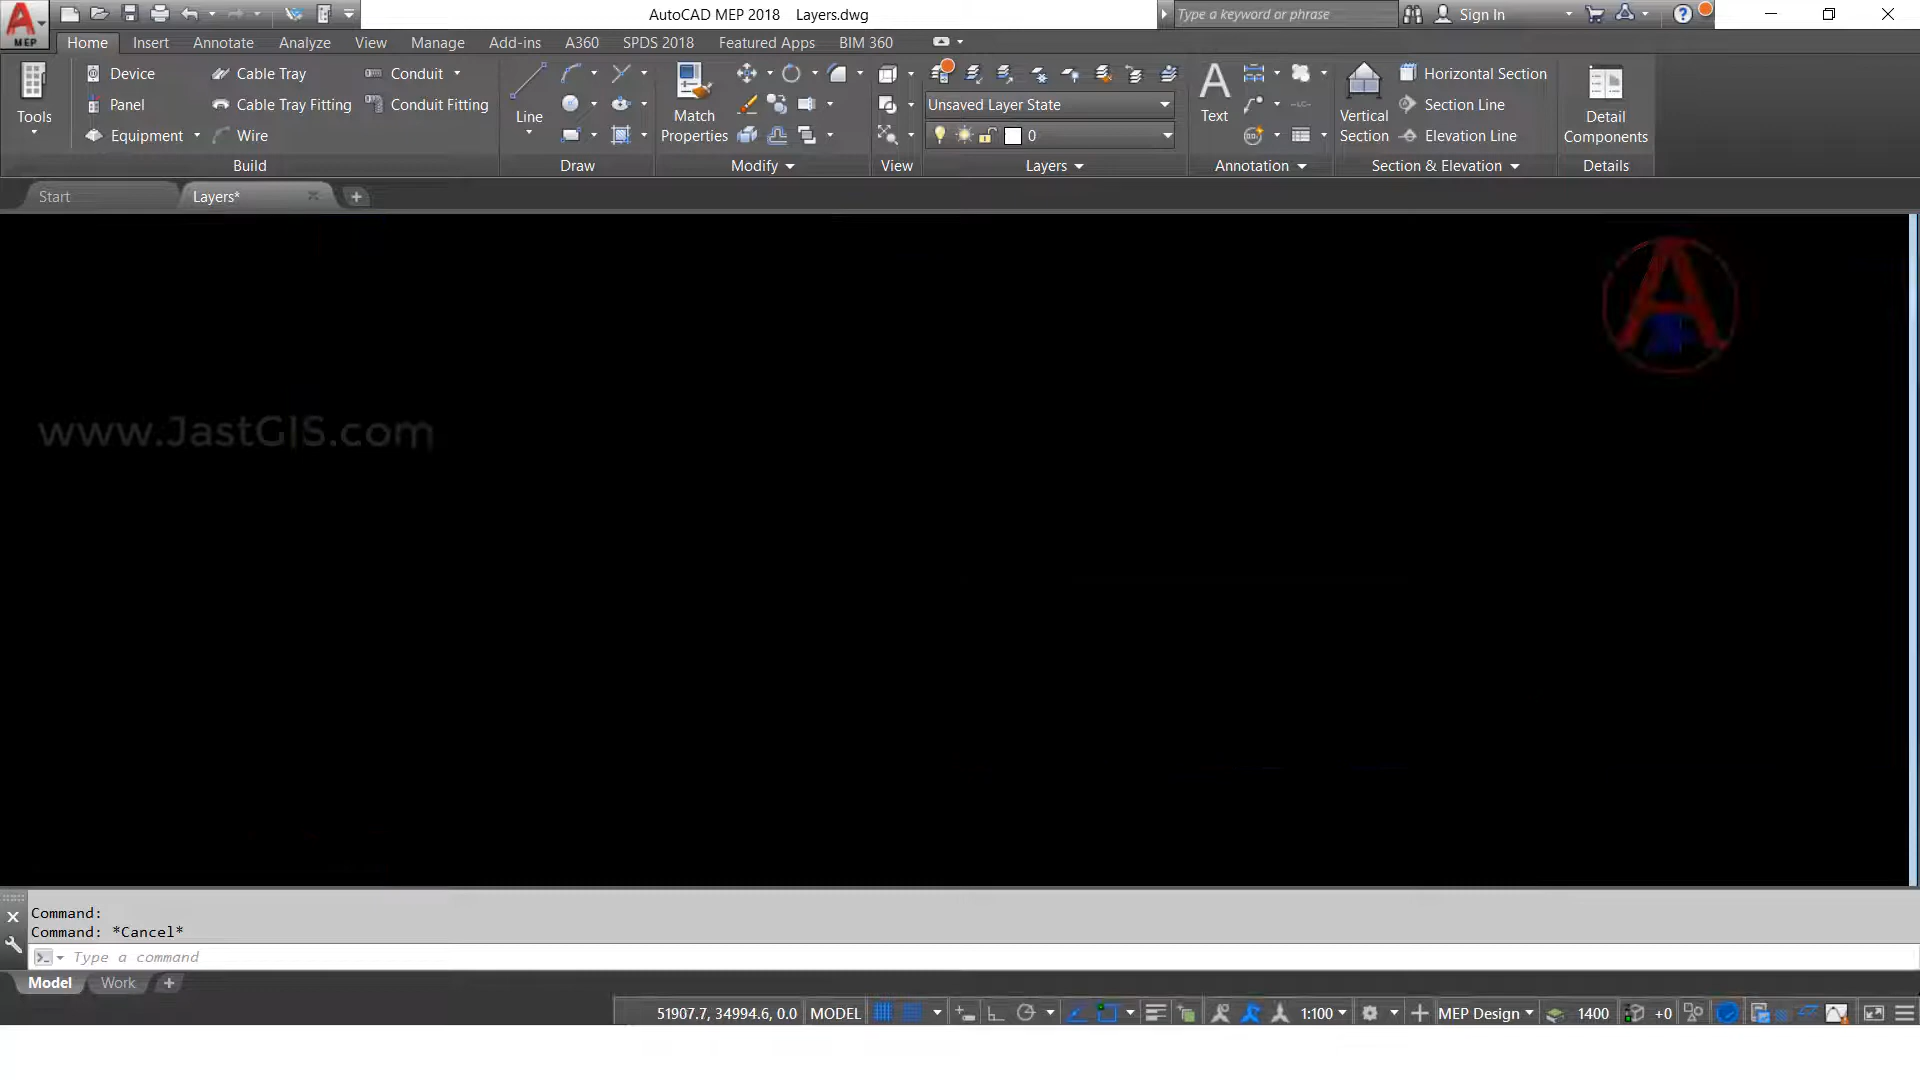 AutoCAD MEP 2018 Layers.dwg
Type a keyword or phrase
Sign In
MEP
Home Insert Annotate Analyze View Manage Add-ins A360 SPDS 2018 Featured Apps BIM 360
Tools
Device Cable Tray Conduit
Panel Cable Tray Fitting Conduit Fitting
Equipment Wire
Build
Line
Draw
Match
Properties
Modify
View
Unsaved Layer State
0
Layers
Text
Annotation
Vertical
Section
Horizontal Section
Section Line
Elevation Line
Section & Elevation
Detail
Components
Details
Start Layers*
A
www.JastGIS.com
Command:
Command: *Cancel*
Type a command
Model Work
51907.7, 34994.6, 0.0 MODEL 1:100 MEP Design 1400 +0